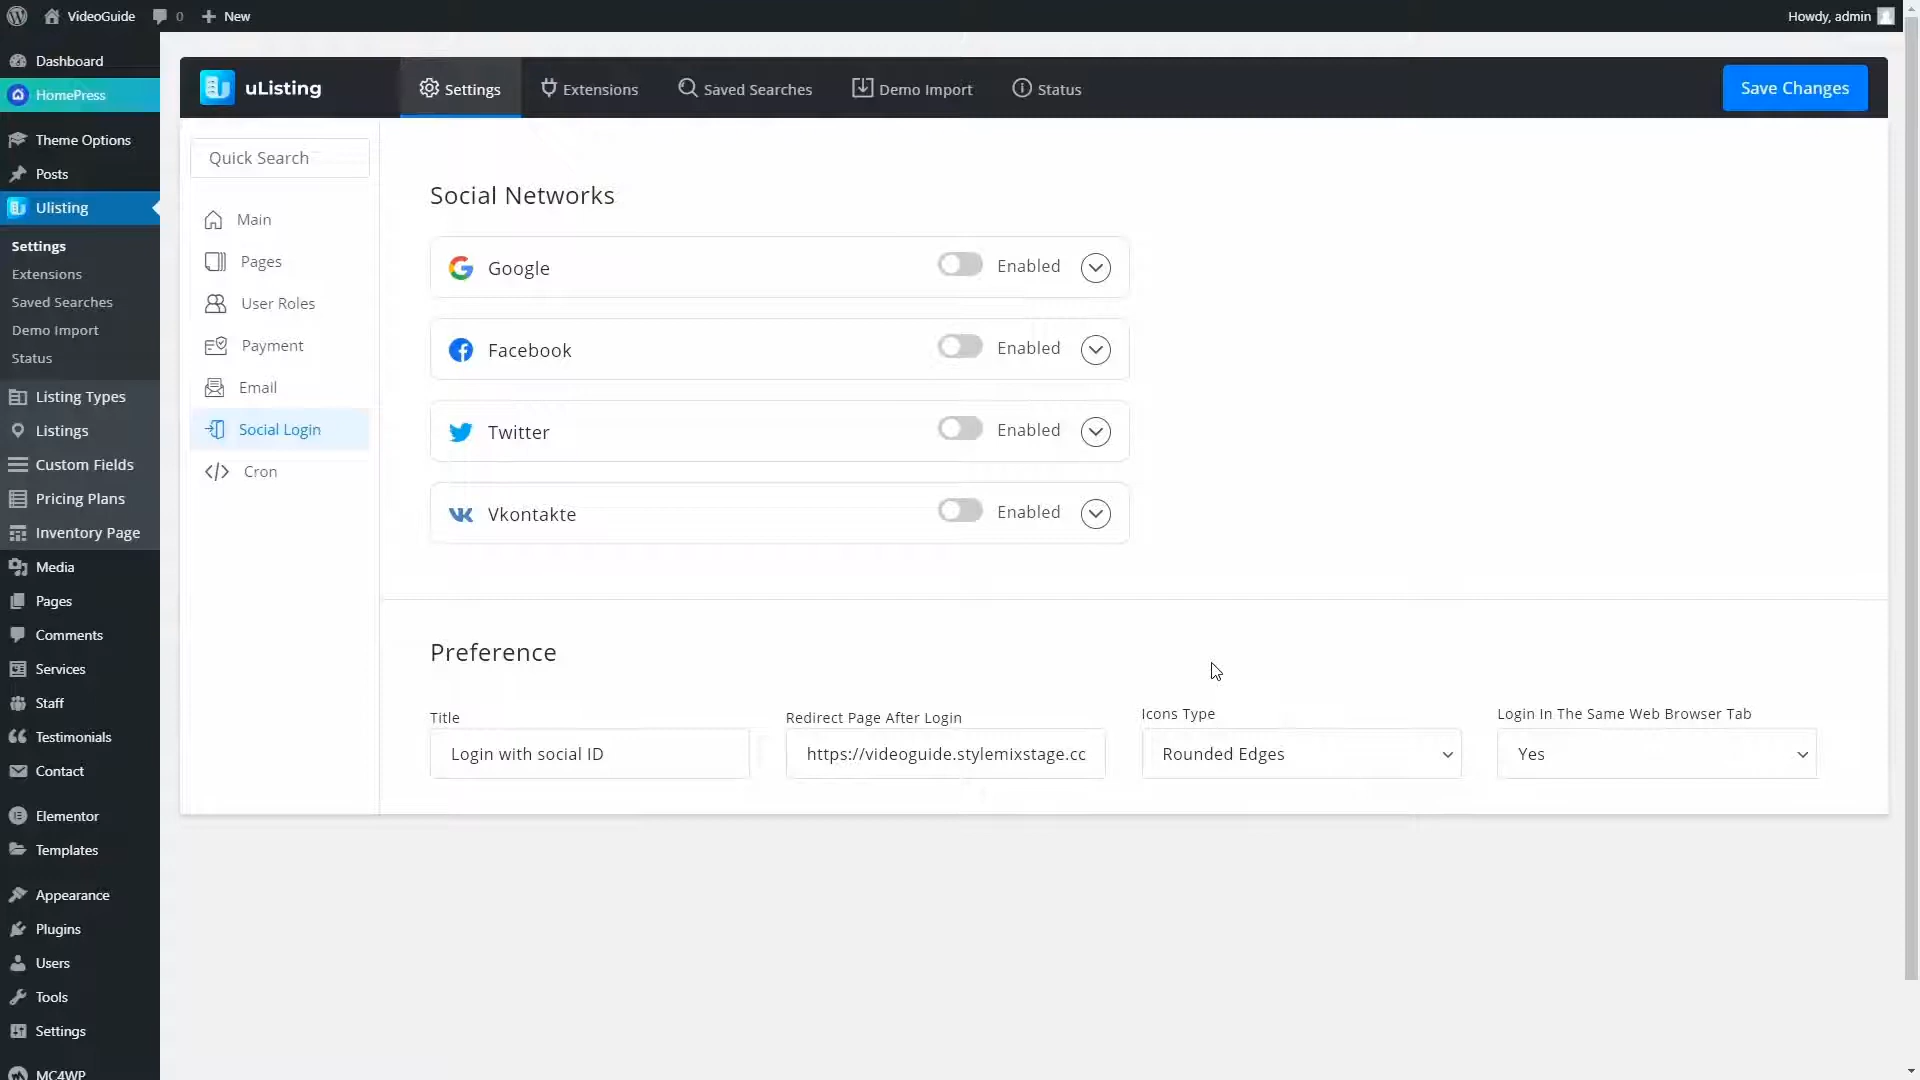 VideoGuide
0
New
Howdy, admin
Dashboard
HomePress
Theme Options
Posts
Ulisting
Settings
Extensions
Saved Searches
Demo Import
Status
Listing Types
Listings
Custom Fields
Pricing Plans
Inventory Page
Media
Pages
Comments
Services
Staff
Testimonials
Contact
Elementor
Templates
Appearance
Plugins
Users
Tools
Settings
MC4WP
uListing
Settings
Extensions
Saved Searches
Demo Import
Status
Save Changes
Quick Search
Main
Pages
User Roles
Payment
Email
Social Login
Cron
Social Networks
Google
Enabled
Facebook
Enabled
Twitter
Enabled
Vkontakte
Enabled
Preference
Title
Login with social ID
Redirect Page After Login
https://videoguide.stylemixstage.cc
Icons Type
Rounded Edges
Login In The Same Web Browser Tab
Yes